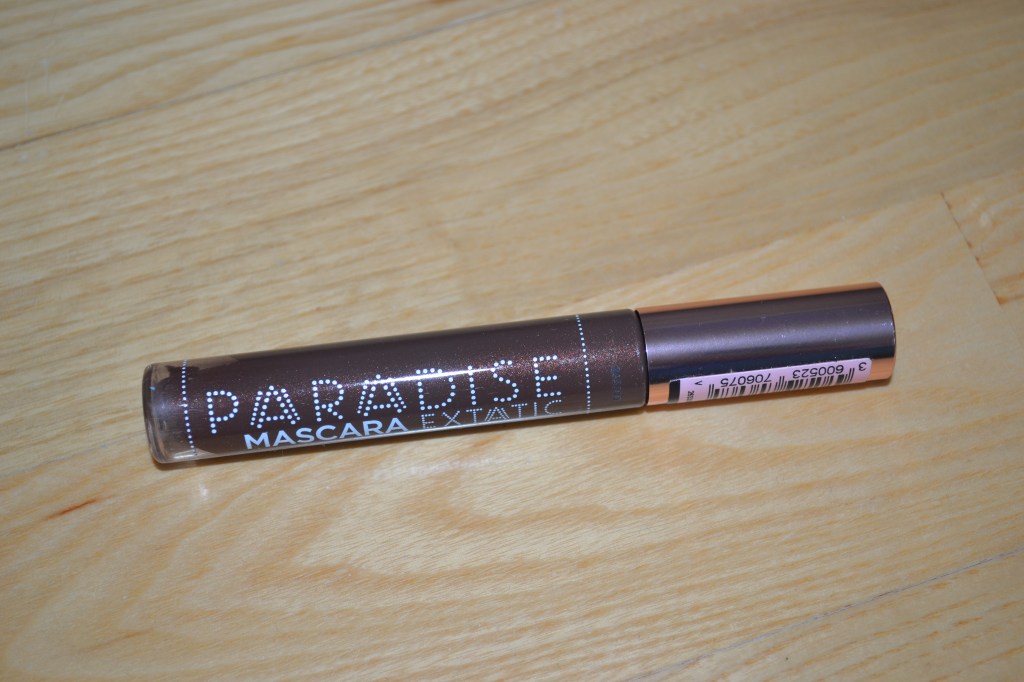 PARADISE
MASCARA EXTATIC
3
600523
706075